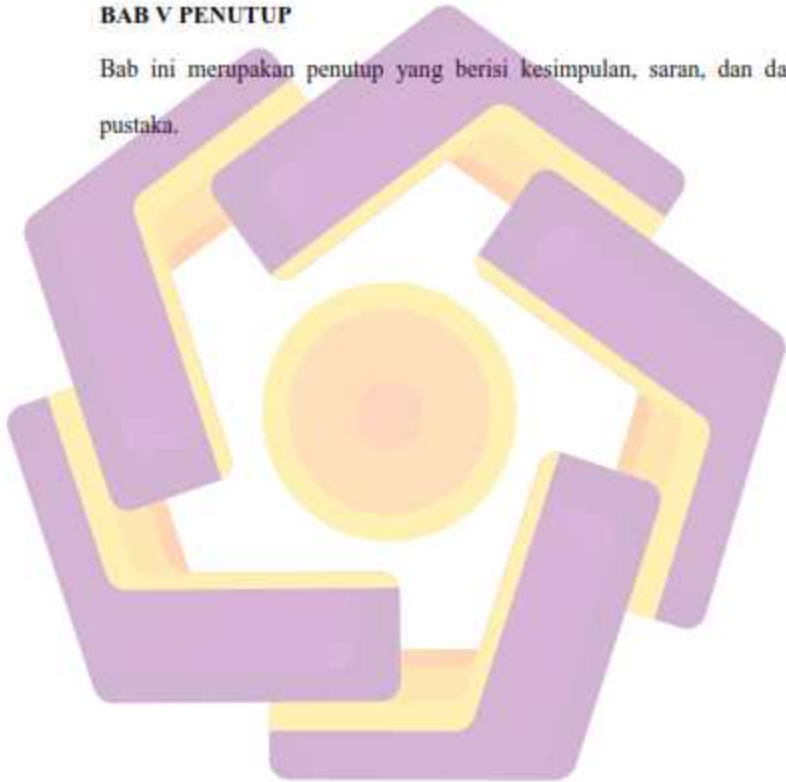 BAB V PENUTUP
Bab ini merupakan penutup yang berisi kesimpulan, saran, dan da
pustaka.